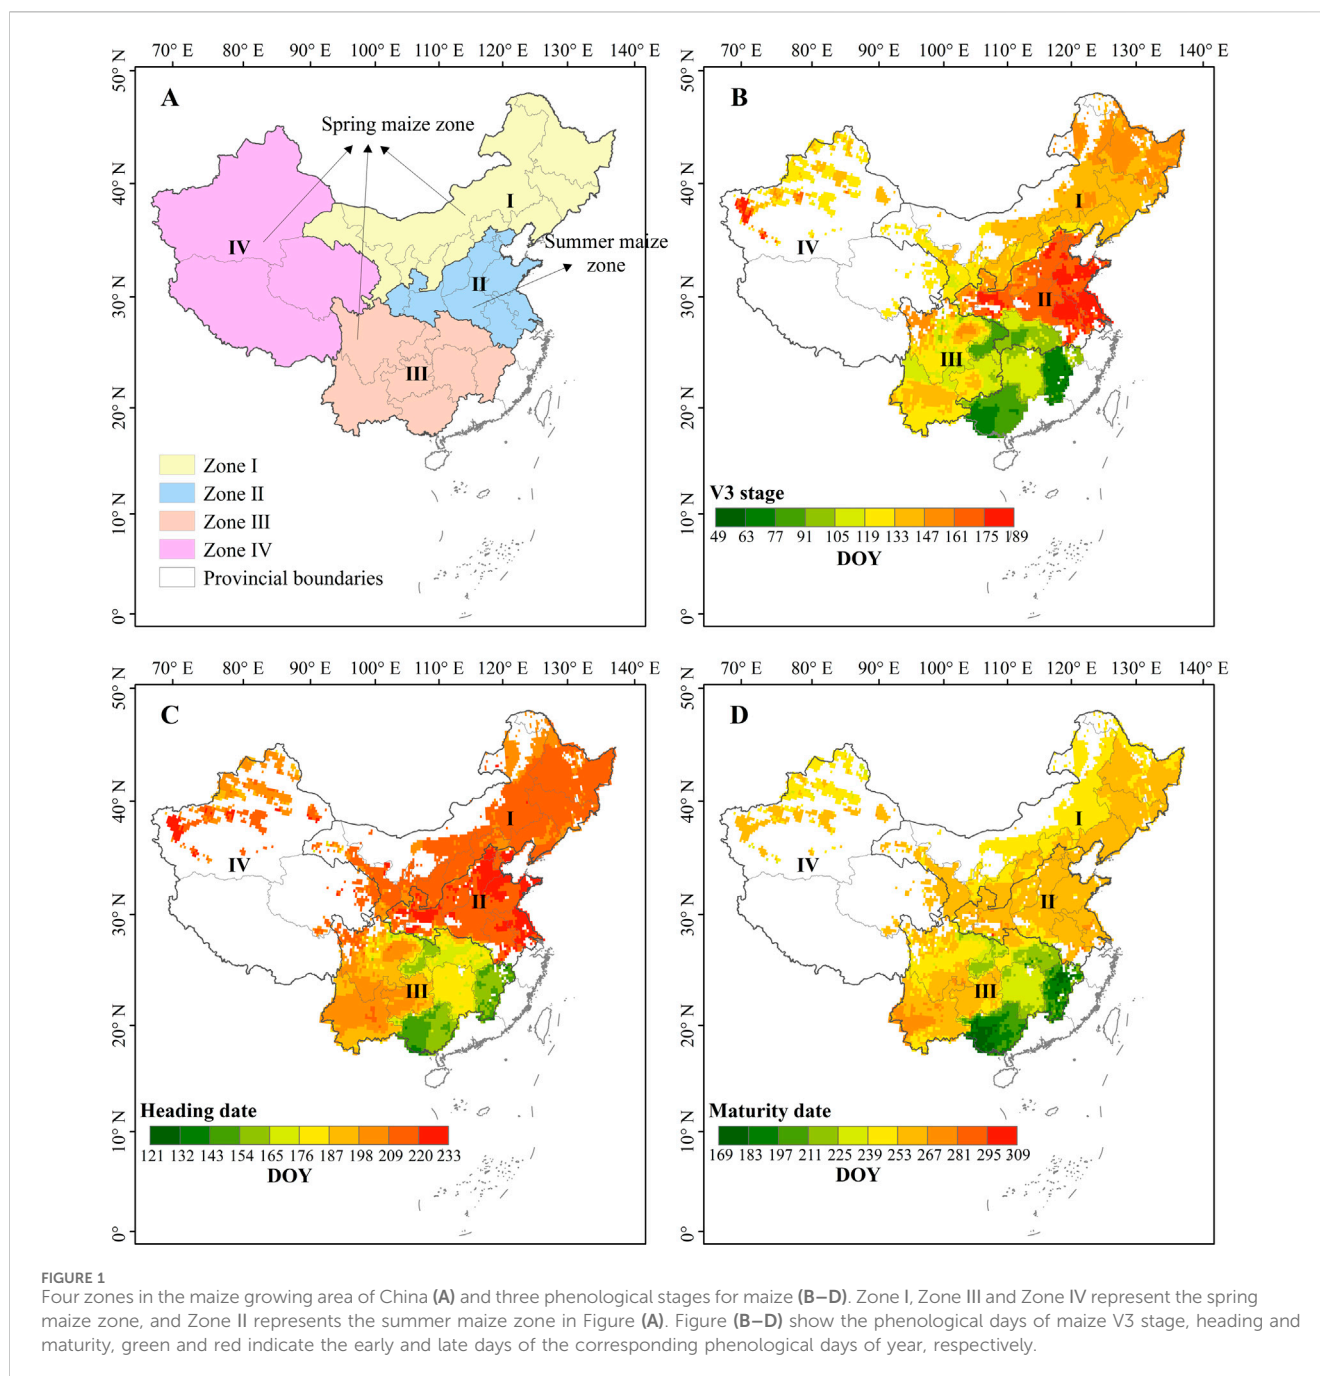 70° E 80° E 90° E 100° E 110° E 120° E 130° E 140° E
50° N
40° N
30° N
20° N
10° N
0°
A
Spring maize zone
I
IV
Summer maize
zone
II
III
Zone I
Zone II
Zone III
Zone IV
Provincial boundaries
70° E 80° E 90° E 100° E 110° E 120° E 130° E 140° E
50° N
40° N
30° N
20° N
10° N
0°
B
I
IV
II
III
V3 stage
49 63 77 91 105 119 133 147 161 175 189
DOY
70° E 80° E 90° E 100° E 110° E 120° E 130° E 140° E
50° N
40° N
30° N
20° N
10° N
0°
C
I
IV
II
III
Heading date
121 132 143 154 165 176 187 198 209 220 233
DOY
70° E 80° E 90° E 100° E 110° E 120° E 130° E 140° E
50° N
40° N
30° N
20° N
10° N
0°
D
I
IV
II
III
Maturity date
169 183 197 211 225 239 253 267 281 295 309
DOY
FIGURE 1
Four zones in the maize growing area of China (A) and three phenological stages for maize (B–D). Zone I, Zone III and Zone IV represent the spring
maize zone, and Zone II represents the summer maize zone in Figure (A). Figure (B–D) show the phenological days of maize V3 stage, heading and
maturity, green and red indicate the early and late days of the corresponding phenological days of year, respectively.